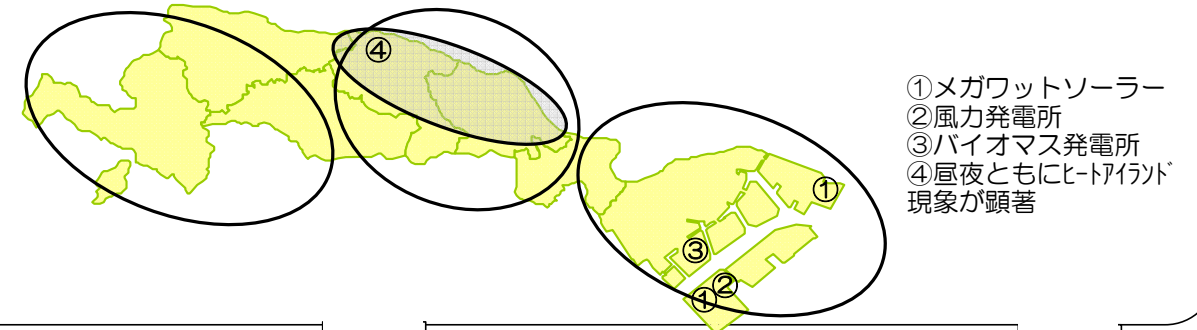 ④
①メガワットソーラー
②風力発電所
③バイオマス発電所
④昼夜ともにﾋｰﾄｱｲﾗﾝﾄﾞ
現象が顕著
①
③
②
①